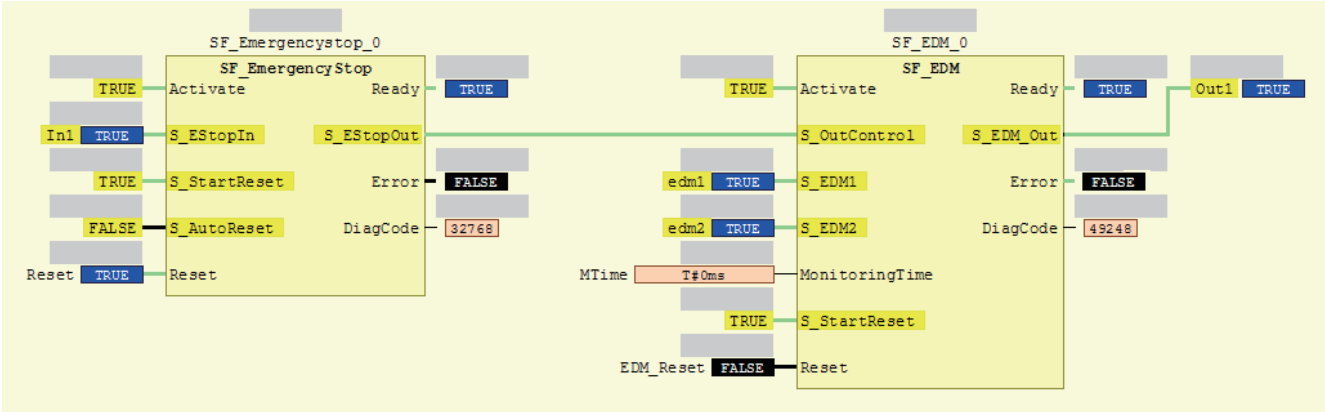 SF_Emergencystop_0
SF_EmergencyStop
TRUE Activate Ready TRUE
In1 TRUE S_EStopIn S_EStopOut
TRUE S_StartReset Error FALSE
FALSE S_AutoReset DiagCode 32768
Reset TRUE Reset
SF_EDM_0
SF_EDM
TRUE Activate Ready TRUE
S_OutControl S_EDM_Out
Out1 TRUE
edm1 TRUE S_EDM1 Error FALSE
edm2 TRUE S_EDM2 DiagCode 49248
MTime T#0ms MonitoringTime
TRUE S_StartReset
EDM_Reset FALSE Reset